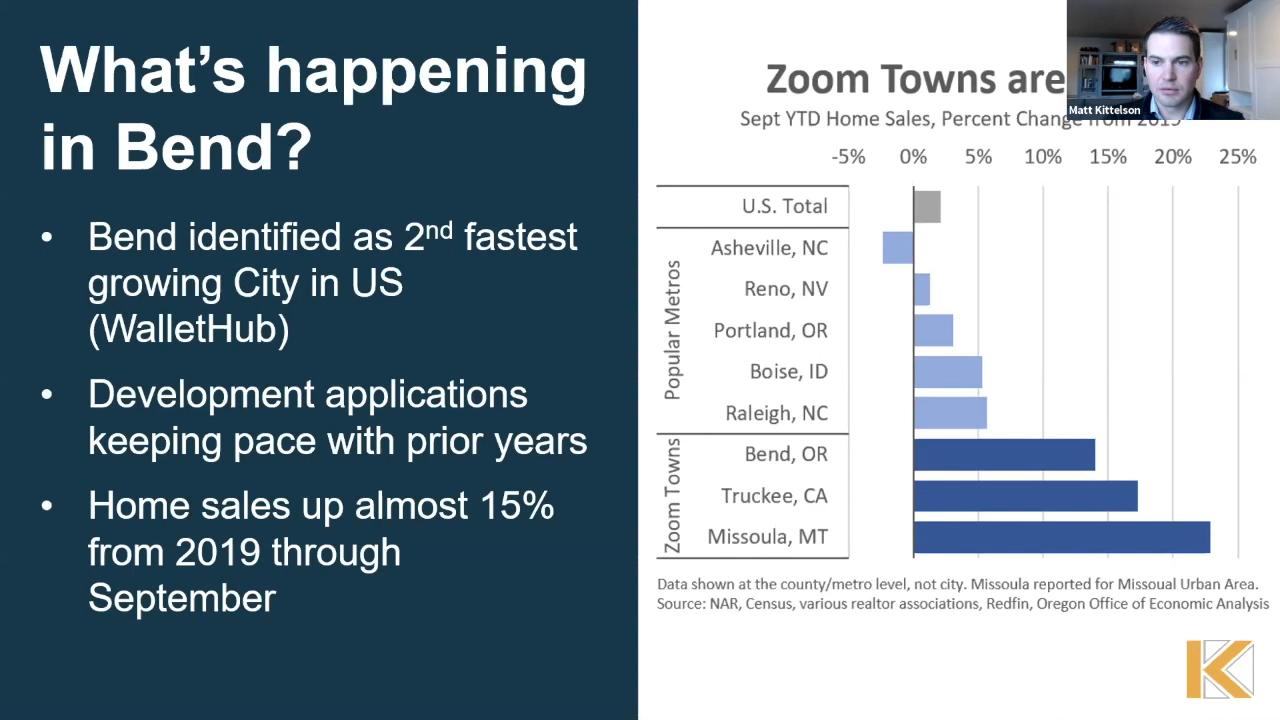 What's happening
in Bend?
• Bend identified as 2nd fastest
growing City in US
(WalletHub)
• Development applications
keeping pace with prior years
• Home sales up almost 15%
from 2019 through
September
Zoom Towns are
Sept YTD Home Sales, Percent Change from 2019
Matt Kittelson
-5% 0% 5% 10% 15% 20% 25%
U.S. Total
Popular Metros
Asheville, NC
Reno, NV
Portland, OR
Boise, ID
Raleigh, NC
Zoom Towns
Bend, OR
Truckee, CA
Missoula, MT
Data shown at the county/metro level, not city. Missoula reported for Missoual Urban Area.
Source: NAR, Census, various realtor associations, Redfin, Oregon Office of Economic Analysis
K